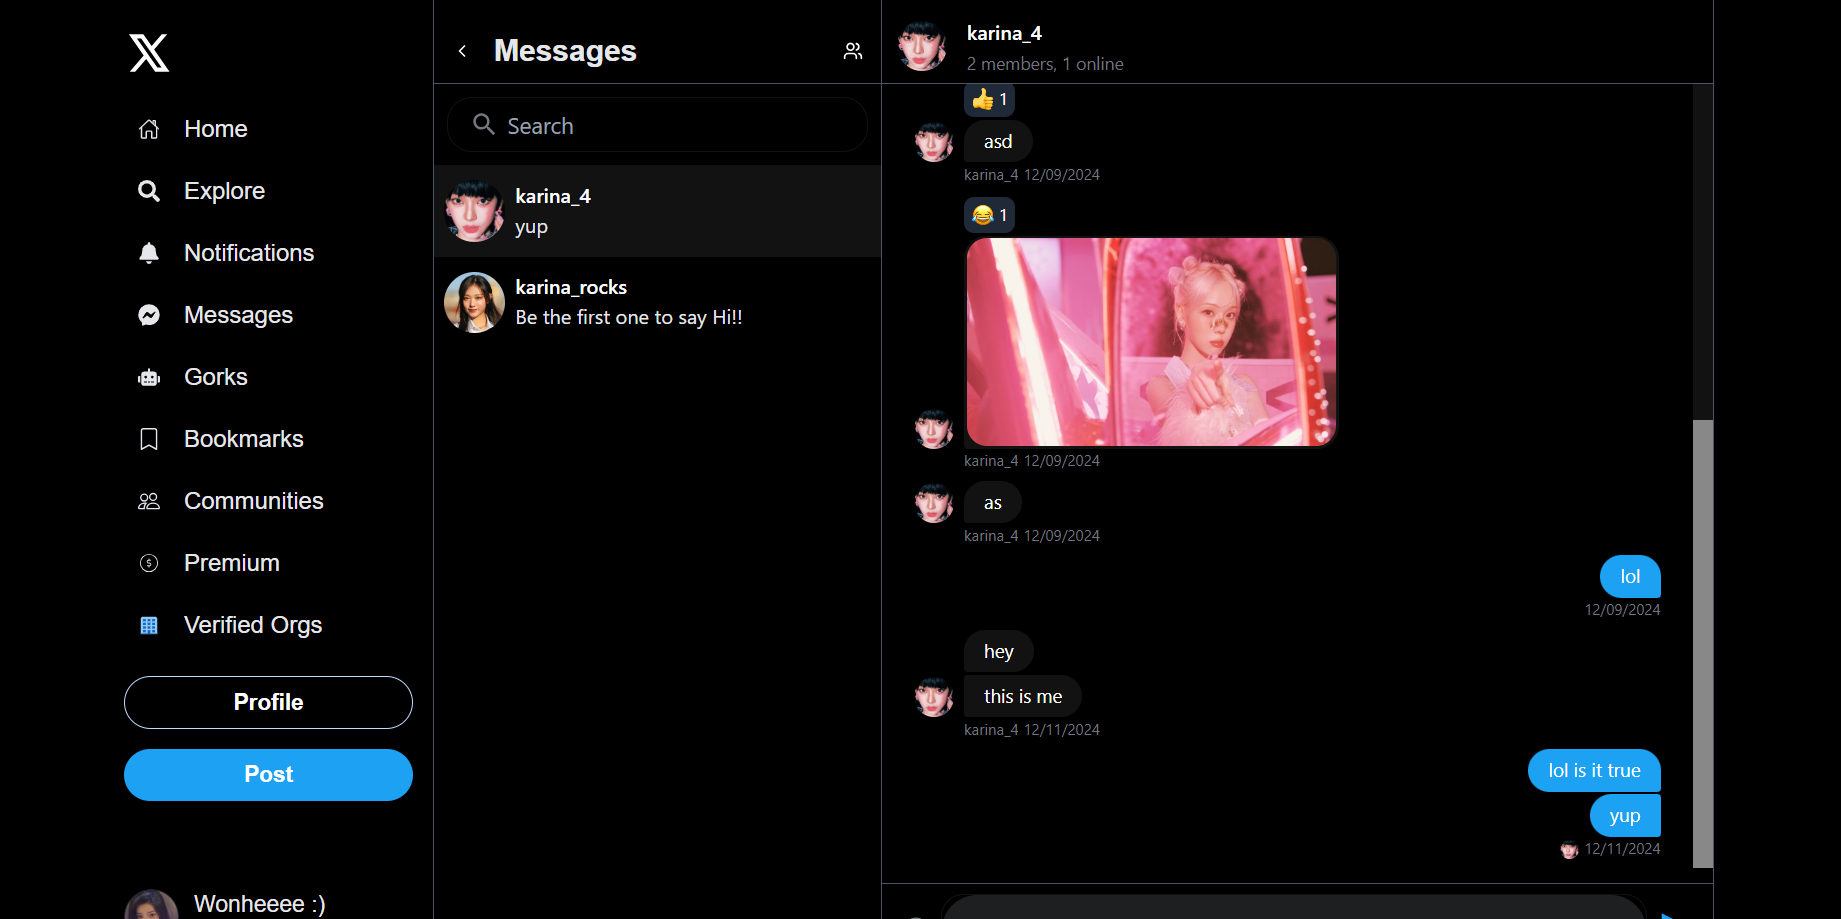 Home
Explore
Notifications
Messages
Gorks
Bookmarks
Communities
Premium
Verified Orgs
Profile
Post
Wonheeee :)
Messages
Search
karina_4
yup
karina_rocks
Be the first one to say Hi!!
karina_4
2 members, 1 online
👍 1
asd
karina_4 12/09/2024
😂 1
karina_4 12/09/2024
as
karina_4 12/09/2024
lol
12/09/2024
hey
this is me
karina_4 12/11/2024
lol is it true
yup
12/11/2024